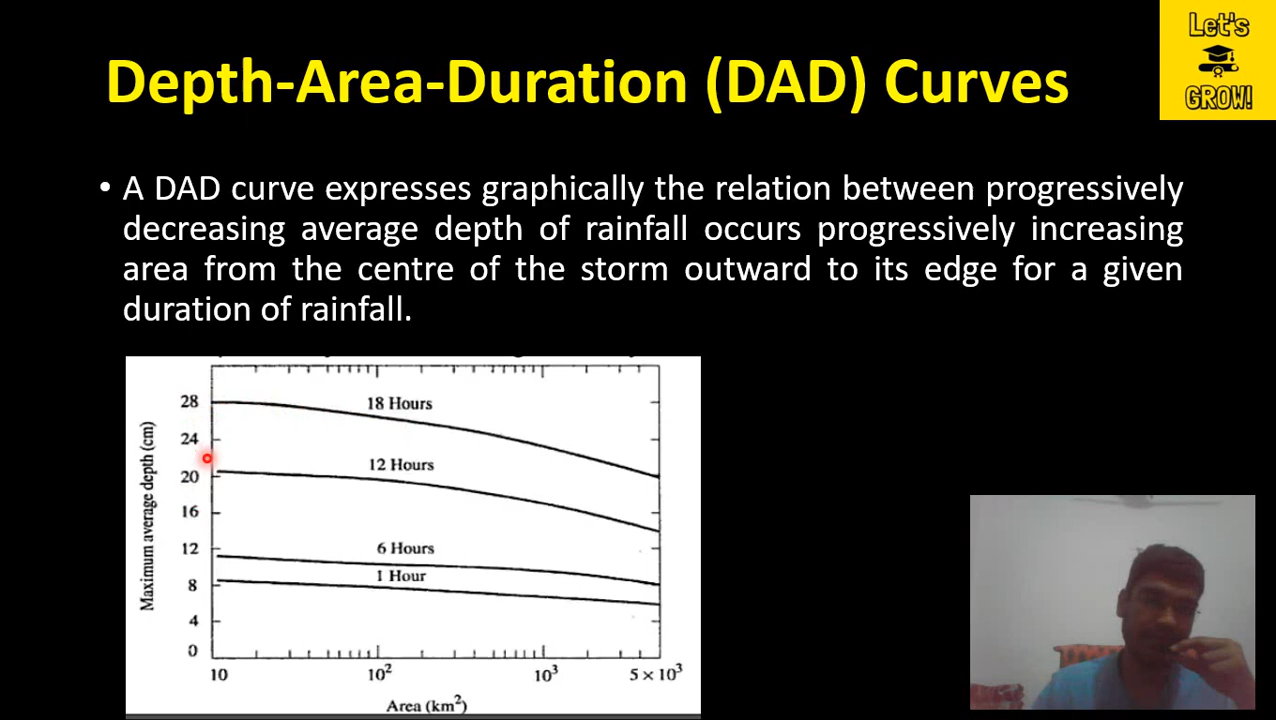 Let's
GROW!
Depth-Area-Duration (DAD) Curves
• A DAD curve expresses graphically the relation between progressively
decreasing average depth of rainfall occurs progressively increasing
area from the centre of the storm outward to its edge for a given
duration of rainfall.
Maximum average depth (cm)
28
24
20
16
12
8
4
0
18 Hours
12 Hours
6 Hours
1 Hour
10 10² 10³ 5 × 10³
Area (km²)